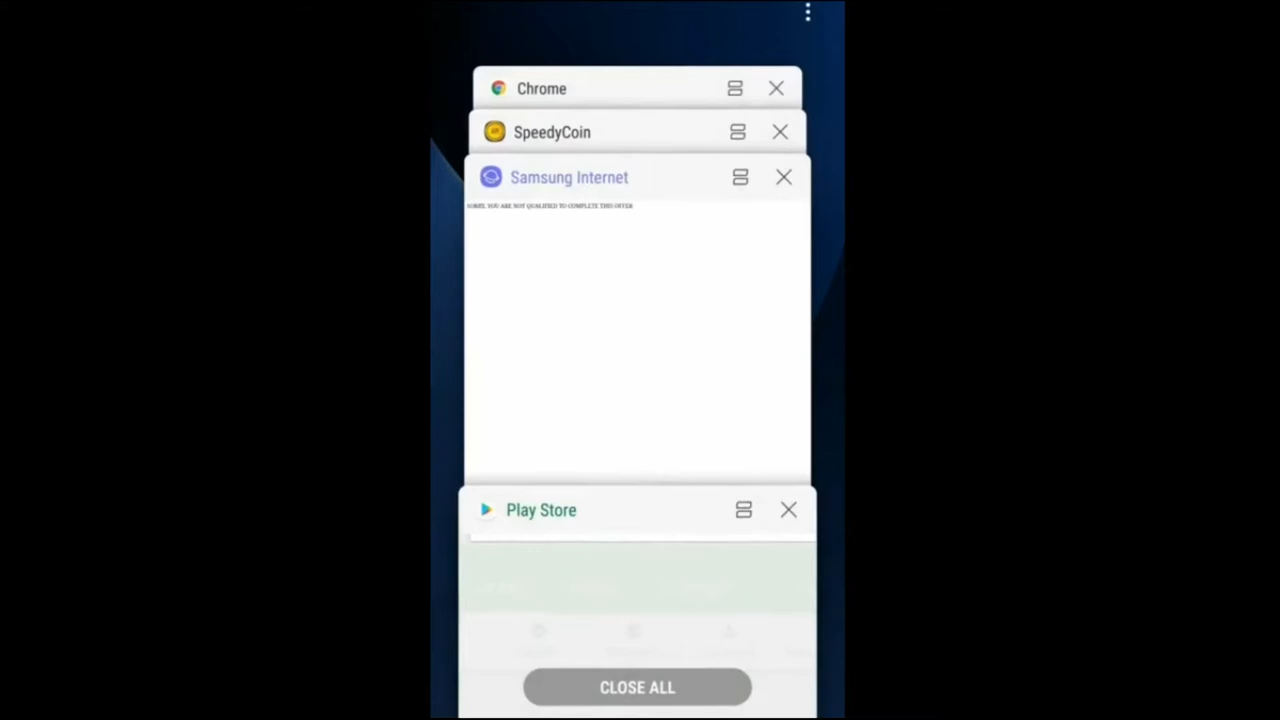 Chrome
SpeedyCoin
Samsung Internet
SORRY, YOU ARE NOT QUALIFIED TO COMPLETE THIS OFFER
Play Store
CLOSE ALL